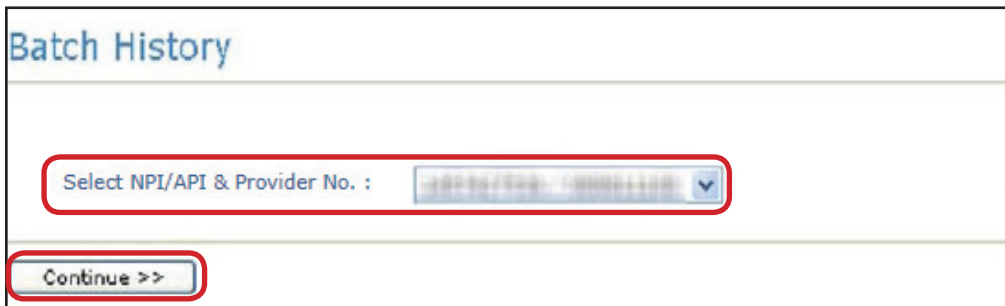 Batch History
Select NPI/API & Provider No. :
Continue >>